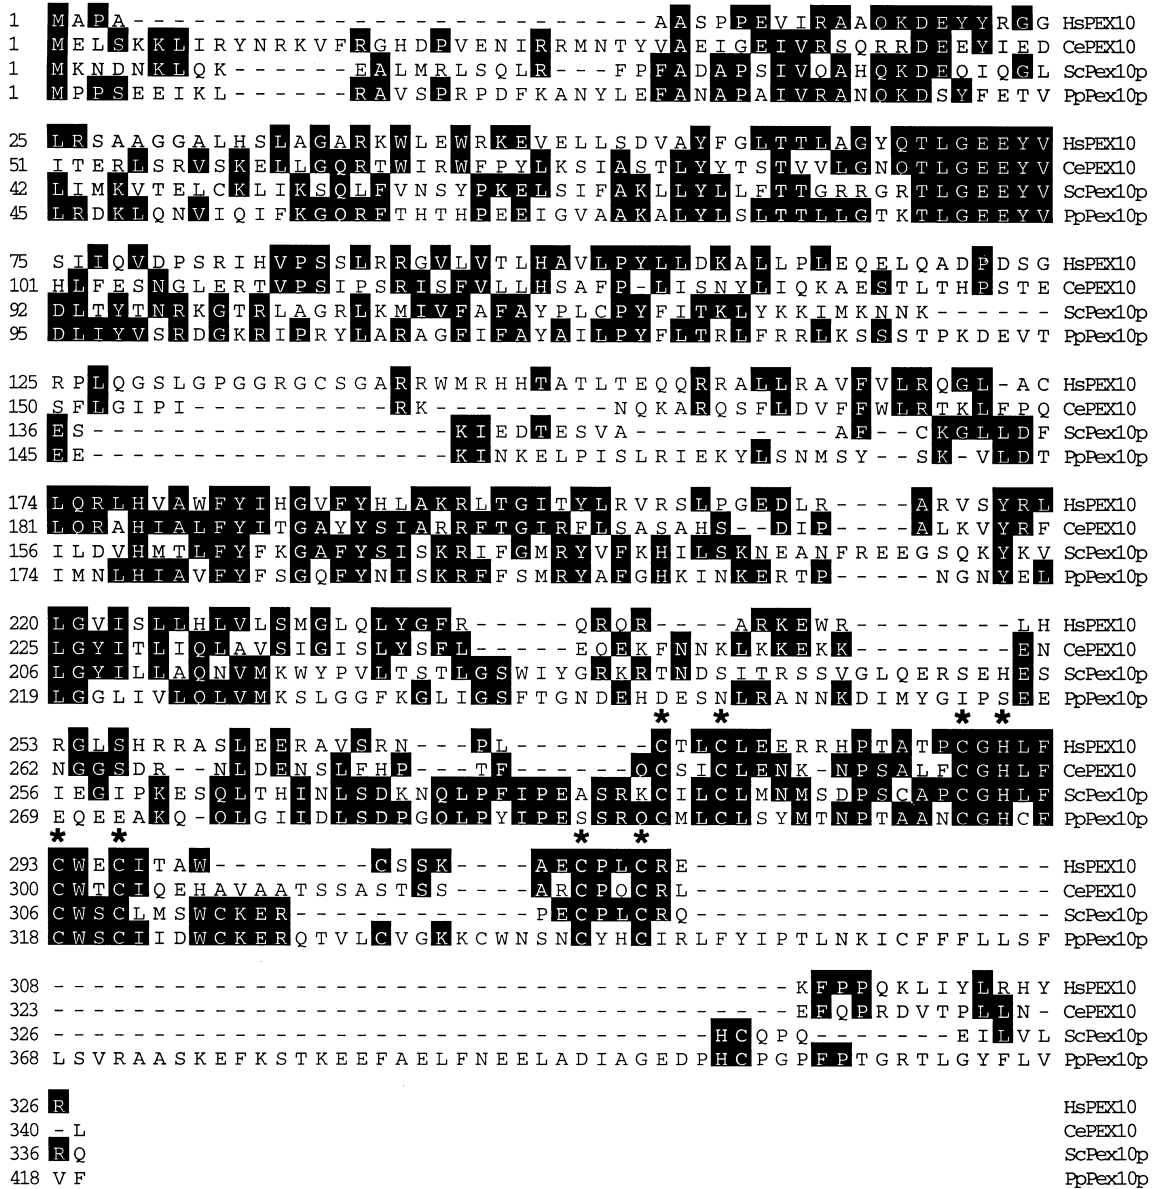 1 MAPA--------------------------AASPPEVIRAAQKDEYYRGG HsPEX10
1 MELSKKLIRYNRKVFRGHDPVENIRRMNTYVAEIGEIVRSQRRDEEYIED CePEX10
1 MKNDNKLQK------EALMRLSQLR---FPFADAPSIVQAHQKDEQIQGL ScPex10p
1 MPPSEEIKL------RAVSPRPDFKANYLEFANAPAIVRANQKDSYFETV PpPex10p
25 LRSAAGGALHSLAGARKWLEWRKEVELLSDVAYFGLTTLAGYQTLGEEYV HsPEX10
51 ITERLSRVSKELLGQRTWIRWFPYLKSIASTLYYTSTVVLGNQTLGEEYV CePEX10
42 LIMKVTELCKLIKSQLFVNSYPKELSIFAKLLYLLFTTGRRGRTLGEEYV ScPex10p
45 LRDKLQNVIQIFKGQRFTHTHPEEIGVAAKALYLSLTTLLGTKTLGEEYV PpPex10p
75 SIIQVDPSRIHVPSSLRRGVLVTLHAVLPYLLDKALLPLEQELQADPDSG HsPEX10
101 HLFESNGLERTVPSIPSRISFVLLHSAFP-LISNYLIQKAESTLTHPSTE CePEX10
92 DLTYTNRKGTRLAGRLKMIVFAFAYPLCPYFITKLYKKIMKNNK------ ScPex10p
95 DLIYVSRDGKRIPRYLARAGFIFAYAILPYFLTRLFRRLKSSSTPKDEVT PpPex10p
125 RPLQGSLGPGGRGCSGARRWMRHHTATLTEQQRRALLRAVFVLRQGL-AC HsPEX10
150 SFLGIPI----------RK---------NQKARQSFLDVFFWLRTKLFPQ CePEX10
136 ES------------------KIEDTESVA----------AF--CKGLLDF ScPex10p
145 EE------------------KINKELPISLRIEKYLSNMSY--SK-VLDT PpPex10p
174 LQRLHVAWFYIHGVFYHLAKRLTGITYLRVRSLPGEDLR----ARVSYRL HsPEX10
181 LQRAHIALFYITGAYYSIARRFTGIRFLSASAHS--DIP----ALKVYRF CePEX10
156 ILDVHMTLFYFKGAFYSISKRIFGMRYVFKHILSKNEANFREEGSQKYKV ScPex10p
174 IMNLHIAVFYFSGQFYNISKRFFSMRYAFGHKINKERTP-----NGNYEL PpPex10p
220 LGVISLLHLVLSMGLQLYGFR-----QRQR----ARKEWR--------LH HsPEX10
225 LGYITLIQLAVSIGISLYSFL-----EQEKFNNKLKKEKK--------EN CePEX10
206 LGYILLAQNVMKWYPVLTSTLGSWIYGRKRTNDSITRSSVGLQERSEHES ScPex10p
219 LGGLIVLQLVMKSLGGFKGLIGSFTGNDEHDESNLRANNKDIMYGIPSEE PpPex10p
* * * *
253 RGLSHRRASLEERAVSRN---PL-------CTLCLEERRHPTATPCGHLF HsPEX10
262 NGGSDR--NLDENSLFHP---TF------QCSICLENK-NPSALFCGHLF CePEX10
256 IEGIPKESQLTHINLSDKNQLPFIPEASRKCILCLMNMSDPSCAPCGHLF ScPex10p
269 EQEEAKQ-QLGIIDLSDPGQLPYIPESSRQCMLCLSYMTNPTAANCGHCF PpPex10p
* * * *
293 CWECITAW--------CSSK----AECPLCRE------------------ HsPEX10
300 CWTCIQEHAVAATSSASTSS----ARCPQCRL------------------ CePEX10
306 CWSCLMSWCKER------------PECPLCRQ------------------ ScPex10p
318 CWSCIIDWCKERQTVLCVGKKCWNSNCYHCIRLFYIPTLNKICFFFLLSF PpPex10p
308 -------------------------------------KFPPQKLIYLRHY HsPEX10
323 -------------------------------------EFQPRDVTPLLN- CePEX10
326 ---------------------------------HCQPQ-------EILVL ScPex10p
368 LSVRAASKEFKSTKEEFAELFNEELADIAGEDPHCPGPFPTGRTLGYFLV PpPex10p
326 R HsPEX10
340 -L CePEX10
336 RQ ScPex10p
418 VF PpPex10p